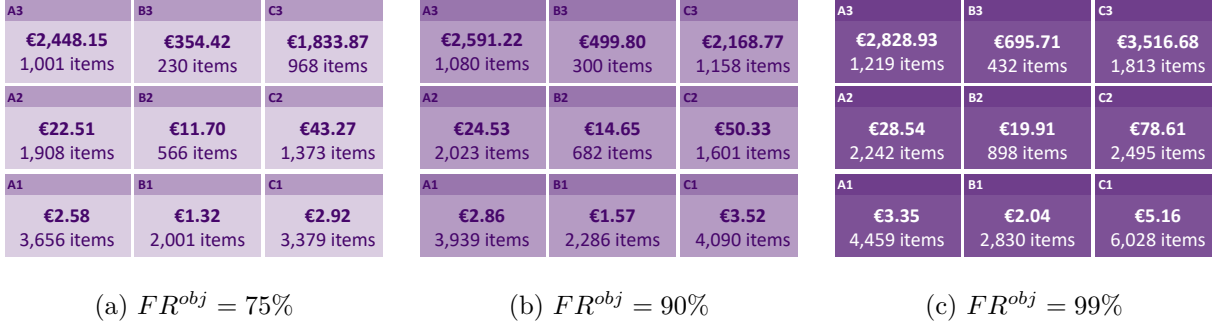 A3 B3 C3
€2,448.15 €354.42 €1,833.87
1,001 items 230 items 968 items
A2 B2 C2
€22.51 €11.70 €43.27
1,908 items 566 items 1,373 items
A1 B1 C1
€2.58 €1.32 €2.92
3,656 items 2,001 items 3,379 items
(a) FR^obj = 75%
A3 B3 C3
€2,591.22 €499.80 €2,168.77
1,080 items 300 items 1,158 items
A2 B2 C2
€24.53 €14.65 €50.33
2,023 items 682 items 1,601 items
A1 B1 C1
€2.86 €1.57 €3.52
3,939 items 2,286 items 4,090 items
(b) FR^obj = 90%
A3 B3 C3
€2,828.93 €695.71 €3,516.68
1,219 items 432 items 1,813 items
A2 B2 C2
€28.54 €19.91 €78.61
2,242 items 898 items 2,495 items
A1 B1 C1
€3.35 €2.04 €5.16
4,459 items 2,830 items 6,028 items
(c) FR^obj = 99%